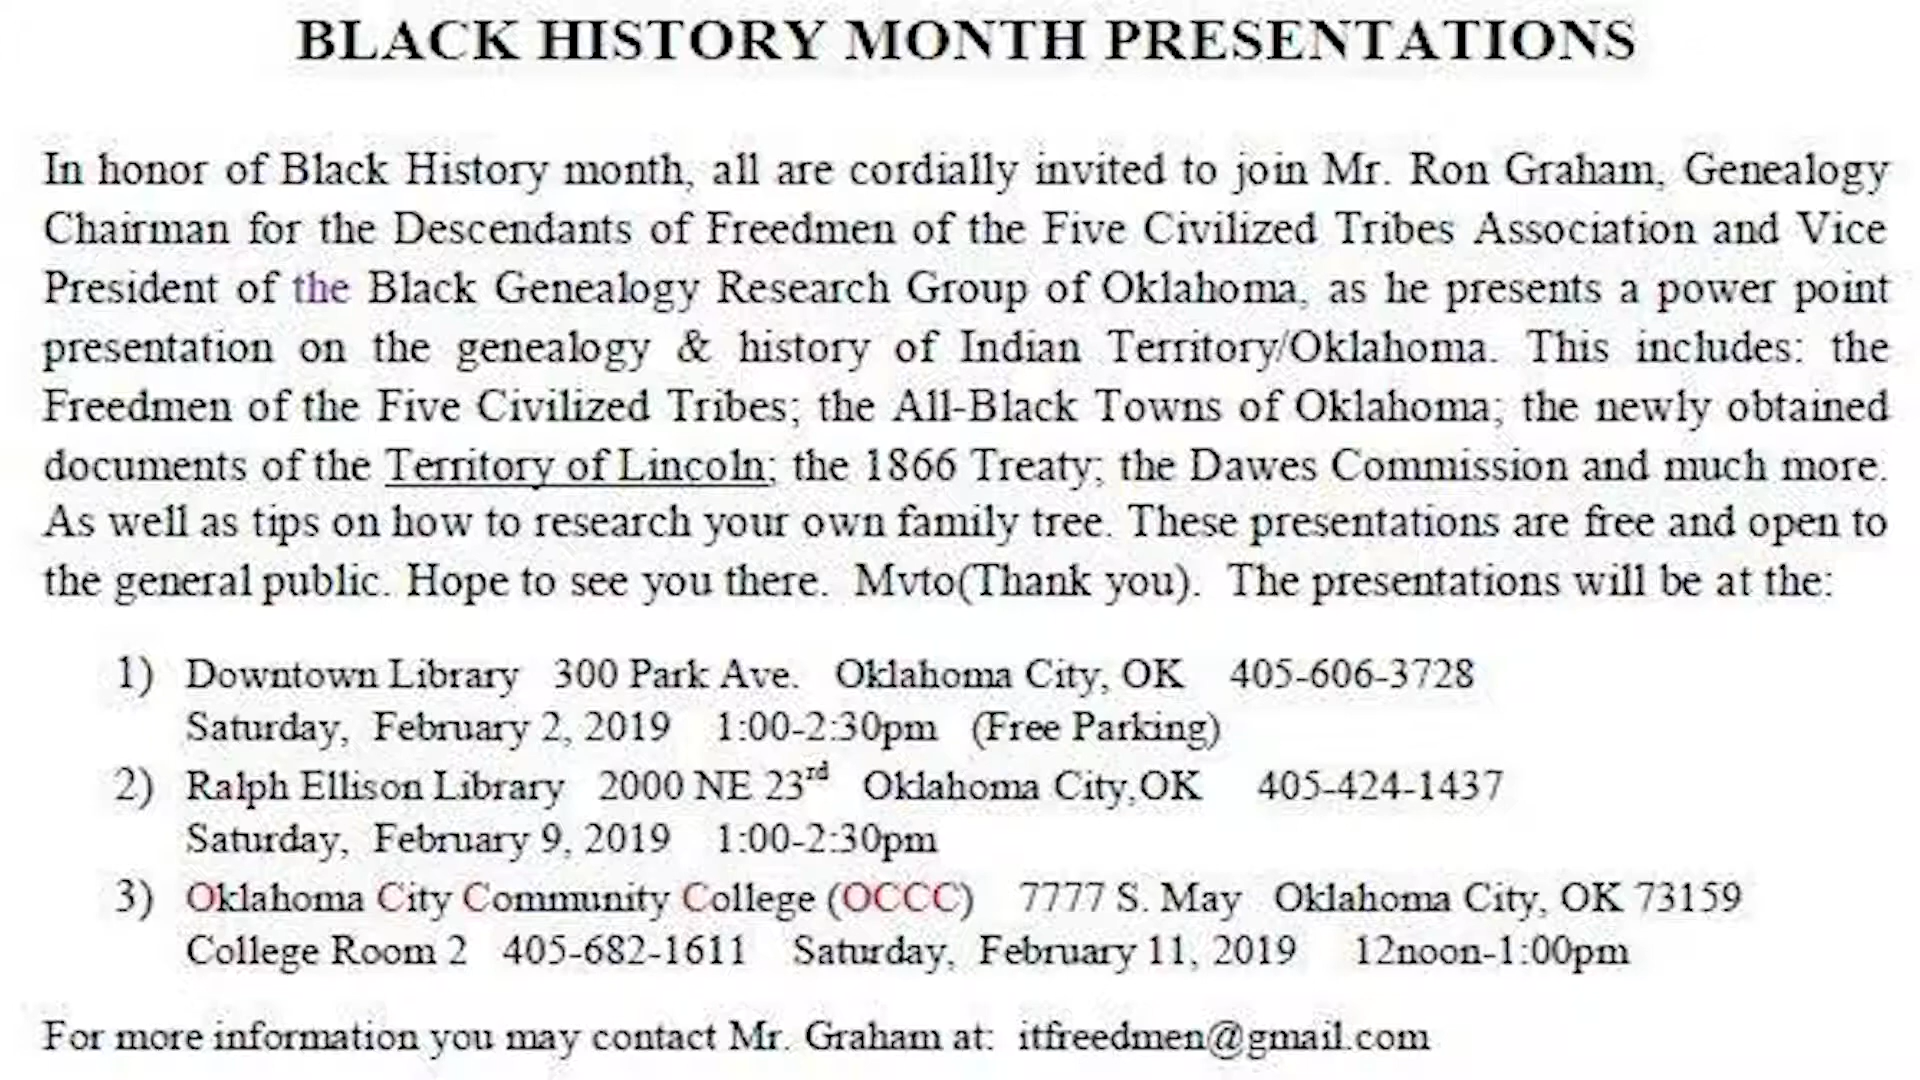 BLACK HISTORY MONTH PRESENTATIONS
In honor of Black History month, all are cordially invited to join Mr. Ron Graham, Genealogy
Chairman for the Descendants of Freedmen of the Five Civilized Tribes Association and Vice
President of the Black Genealogy Research Group of Oklahoma, as he presents a power point
presentation on the genealogy & history of Indian Territory/Oklahoma. This includes: the
Freedmen of the Five Civilized Tribes; the All-Black Towns of Oklahoma; the newly obtained
documents of the Territory of Lincoln; the 1866 Treaty; the Dawes Commission and much more.
As well as tips on how to research your own family tree. These presentations are free and open to
the general public. Hope to see you there. Mvto(Thank you). The presentations will be at the:
1) Downtown Library 300 Park Ave. Oklahoma City, OK 405-606-3728
Saturday, February 2, 2019 1:00-2:30pm (Free Parking)
2) Ralph Ellison Library 2000 NE 23rd Oklahoma City,OK 405-424-1437
Saturday, February 9, 2019 1:00-2:30pm
3) Oklahoma City Community College (OCCC) 7777 S. May Oklahoma City, OK 73159
College Room 2 405-682-1611 Saturday, February 11, 2019 12noon-1:00pm
For more information you may contact Mr. Graham at: itfreedmen@gmail.com